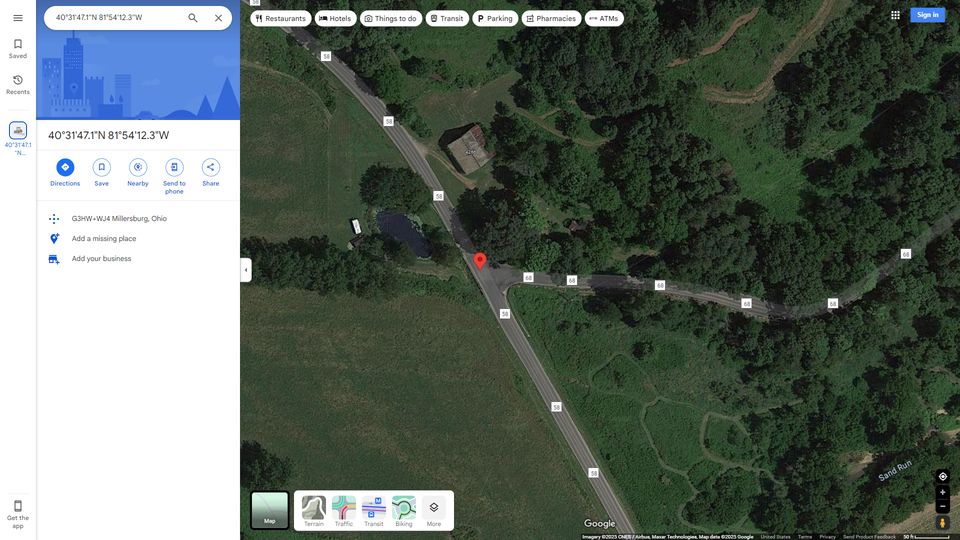 40°31'47.1"N 81°54'12.3"W
Restaurants
Hotels
Things to do
Transit
Parking
Pharmacies
ATMs
Sign in
Saved
Recents
40°31'47.1
"N...
40°31'47.1"N 81°54'12.3"W
Directions
Save
Nearby
Send to
phone
Share
G3HW+WJ4 Millersburg, Ohio
Add a missing place
Add your business
Get the
app
58
58
58
58
58
58
58
68
68
68
68
68
68
Sand Run
Map
Terrain
Traffic
Transit
Biking
More
Google
Imagery ©2025 CNES / Airbus, Maxar Technologies, Map data ©2025 Google
United States
Terms
Privacy
Send Product Feedback
50 ft